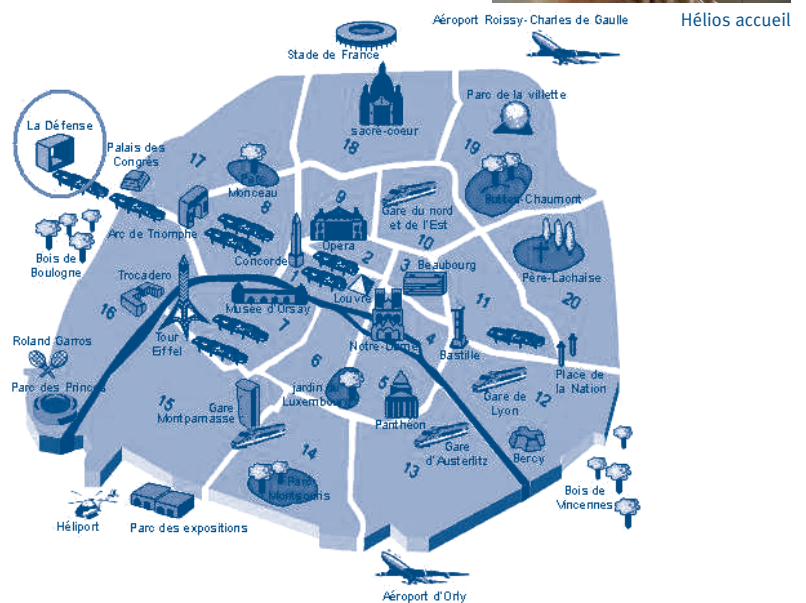 Hélios accueil
Aéroport Roissy-Charles de Gaulle
Stade de France
La Défense
Palais des
Congrès
17
Monceau
18
sacré-coeur
Parc de la villette
19
Buttes-Chaumont
Bois de
Boulogne
Arc de Triomphe
8
Concorde
9
Opéra
Gare du nord
et de l'Est
10
Trocadero
16
Musée d'Orsay
1
2
Louvre
3
Beaubourg
Père-Lachaise
20
11
Tour
Eiffel
7
Notre-Dame
4
Bastille
Place de
la Nation
Roland Garros
Parc des Princes
15
Gare
Montparnasse
6
jardin du
Luxembourg
5
Panthéon
Gare de
Lyon
12
Bercy
14
Parc
Montsouris
13
Gare
d'Austerlitz
Bois de
Vincennes
Héliport
Parc des expositions
Aéroport d'Orly